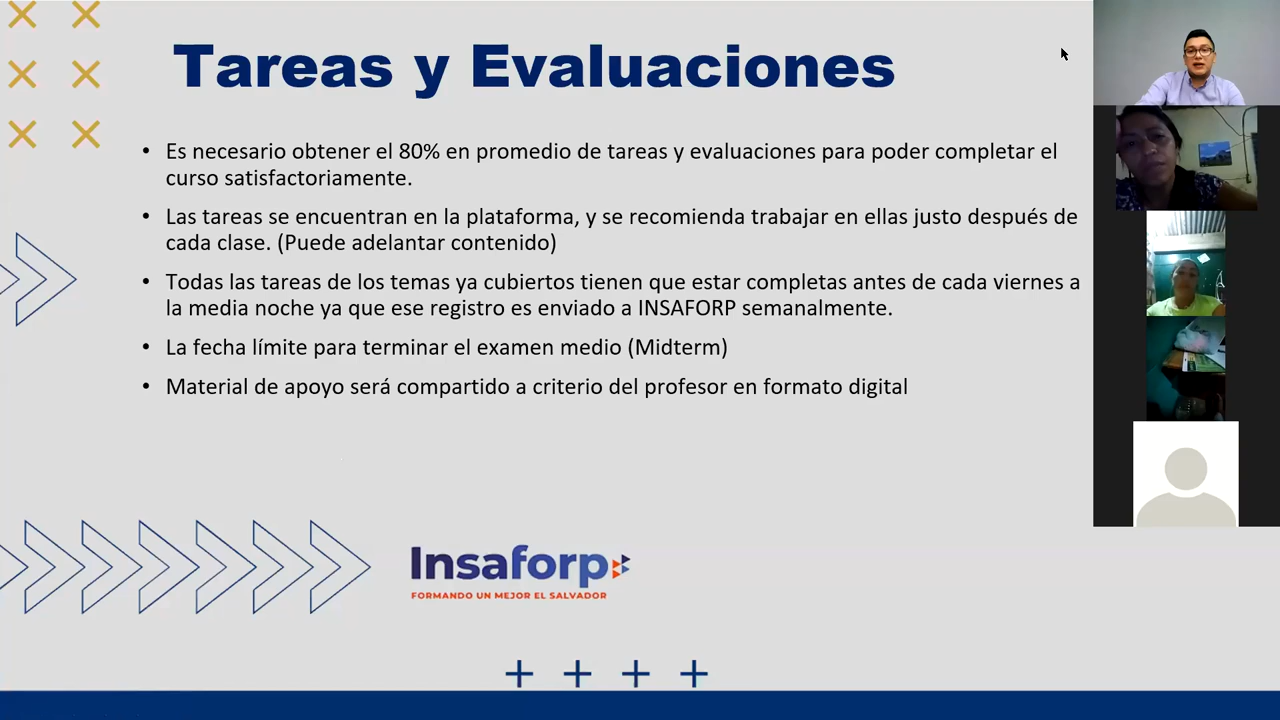 Tareas y Evaluaciones
• Es necesario obtener el 80% en promedio de tareas y evaluaciones para poder completar el
curso satisfactoriamente.
• Las tareas se encuentran en la plataforma, y se recomienda trabajar en ellas justo después de
cada clase. (Puede adelantar contenido)
• Todas las tareas de los temas ya cubiertos tienen que estar completas antes de cada viernes a
la media noche ya que ese registro es enviado a INSAFORP semanalmente.
• La fecha límite para terminar el examen medio (Midterm)
• Material de apoyo será compartido a criterio del profesor en formato digital
Insaforp
FORMANDO UN MEJOR EL SALVADOR